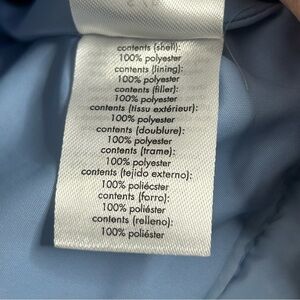 contents (shell):
100% polyester
contents (lining):
100% polyester
contents (filler):
100% polyester
contents (tissu extérieur):
100% polyester
contents (doublure):
100% polyester
contents (trame):
100% polyester
contents (tejido externo):
100% poliécster
contents (forro):
100% poliéster
contents (relleno):
100% poliéster